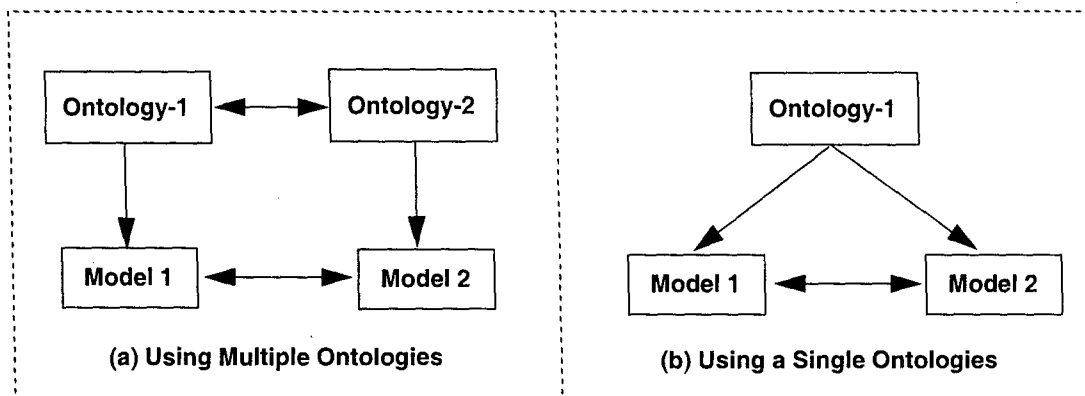 Ontology-1
Ontology-2
Model 1
Model 2
(a) Using Multiple Ontologies
Ontology-1
Model 1
Model 2
(b) Using a Single Ontologies